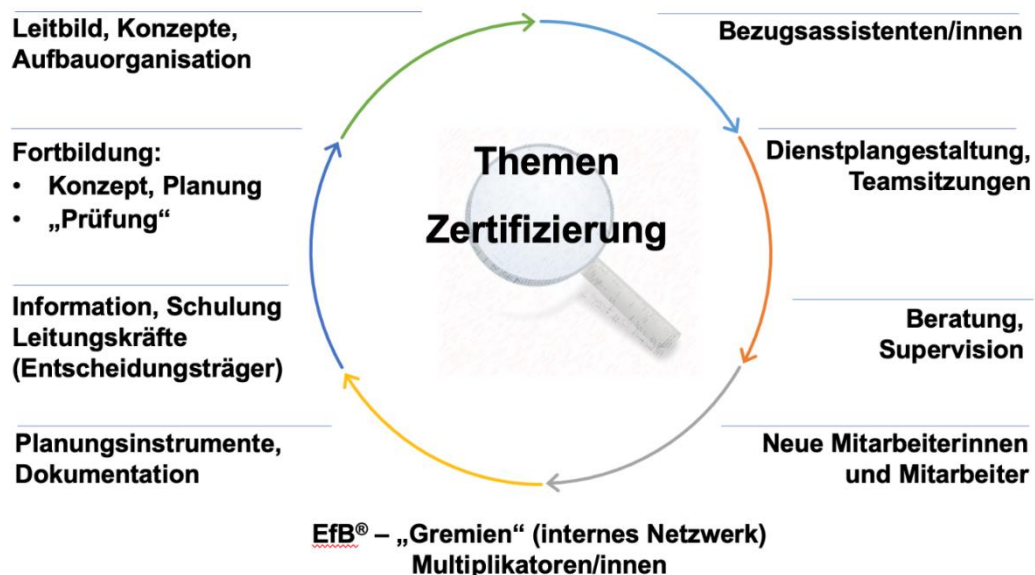 Leitbild, Konzepte,
Aufbauorganisation
Fortbildung:
• Konzept, Planung
• „Prüfung“
Information, Schulung
Leitungskräfte
(Entscheidungsträger)
Planungsinstrumente,
Dokumentation
Themen
Zertifizierung
Bezugsassistenten/innen
Dienstplangestaltung,
Teamsitzungen
Beratung,
Supervision
Neue Mitarbeiterinnen
und Mitarbeiter
EfB® – „Gremien“ (internes Netzwerk)
Multiplikatoren/innen